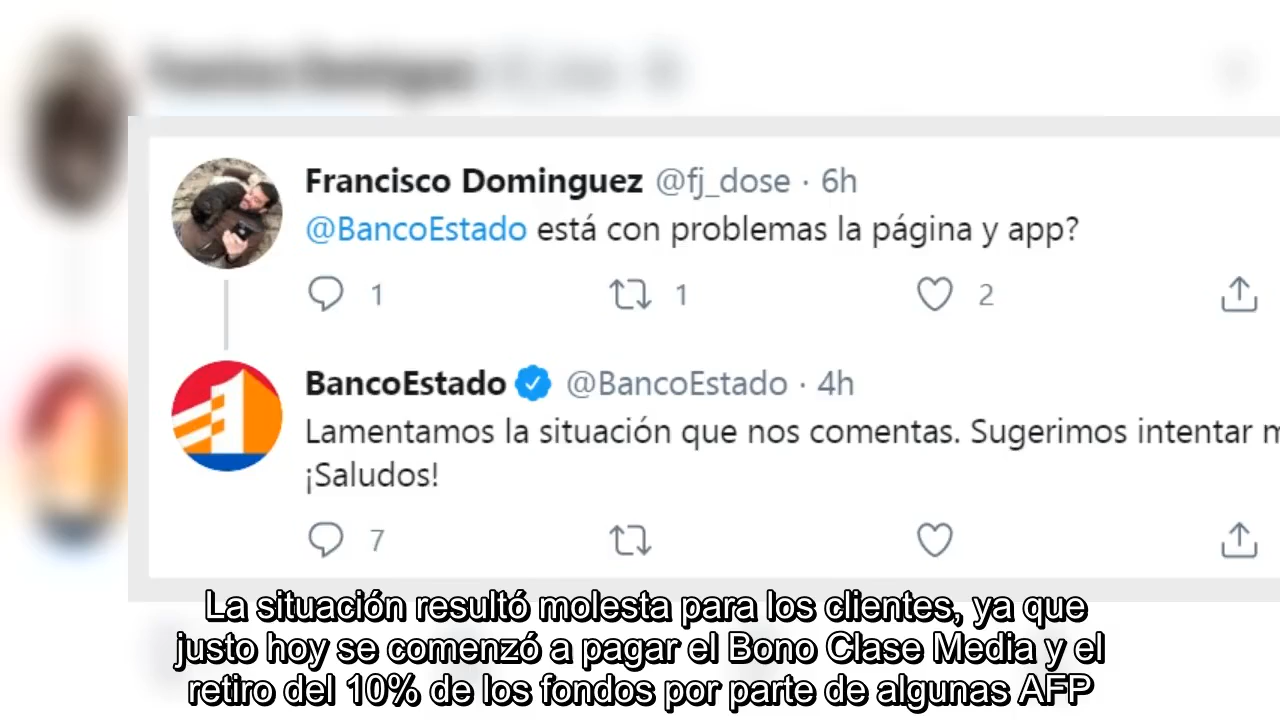 Francisco Dominguez @fj_dose · 6h
@BancoEstado está con problemas la página y app?
1 1 2
BancoEstado @BancoEstado · 4h
Lamentamos la situación que nos comentas. Sugerimos intentar
¡Saludos!
7
La situación resultó molesta para los clientes, ya que
justo hoy se comenzó a pagar el Bono Clase Media y el
retiro del 10% de los fondos por parte de algunas AFP